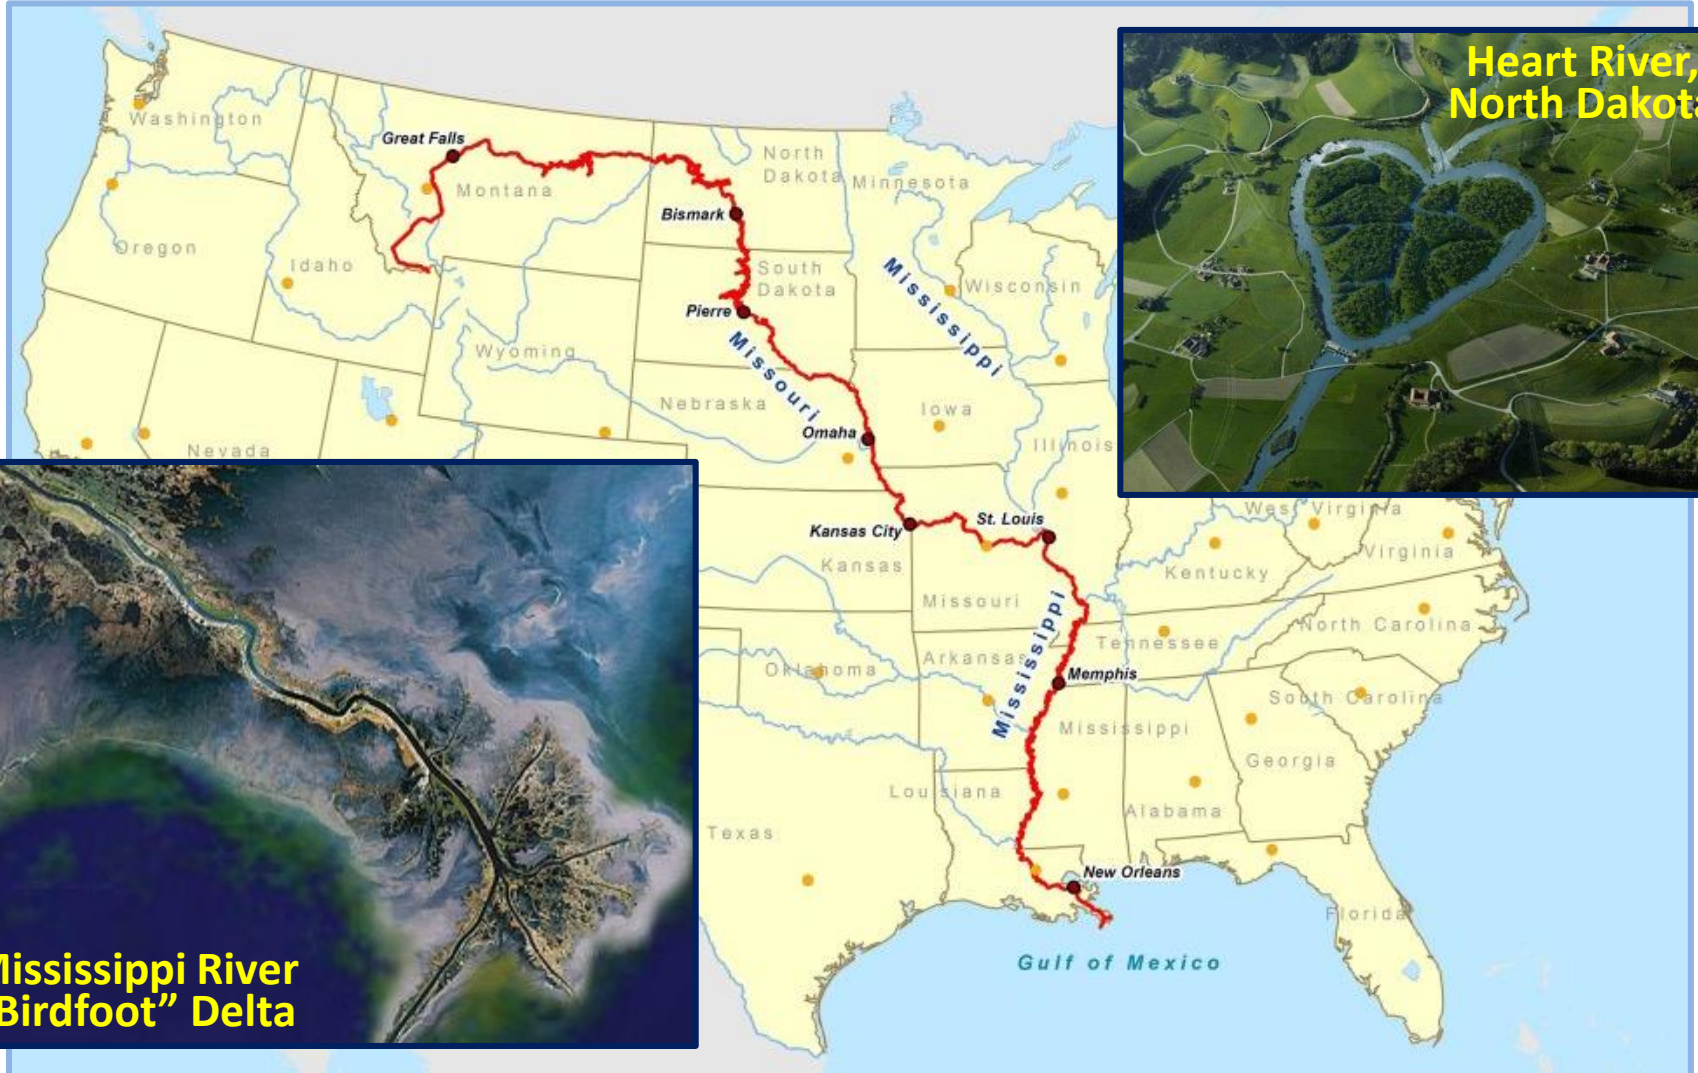 Heart River,
North Dakota
Washington
Great Falls
Montana
North
Dakota
Minnesota
Bismark
Oregon
Idaho
South
Dakota
Mississippi
Wisconsin
Pierre
Wyoming
Missouri
Nebraska
Iowa
Omaha
Illinois
Nevada
Kansas City
St. Louis
West Virginia
Virginia
Kansas
Kentucky
Missouri
Mississippi
North Carolina
Tennessee
Arkansas
Oklahoma
Memphis
South Carolina
Mississippi
Georgia
Louisiana
Alabama
Texas
New Orleans
Florida
Gulf of Mexico
Mississippi River
Birdfoot” Delta